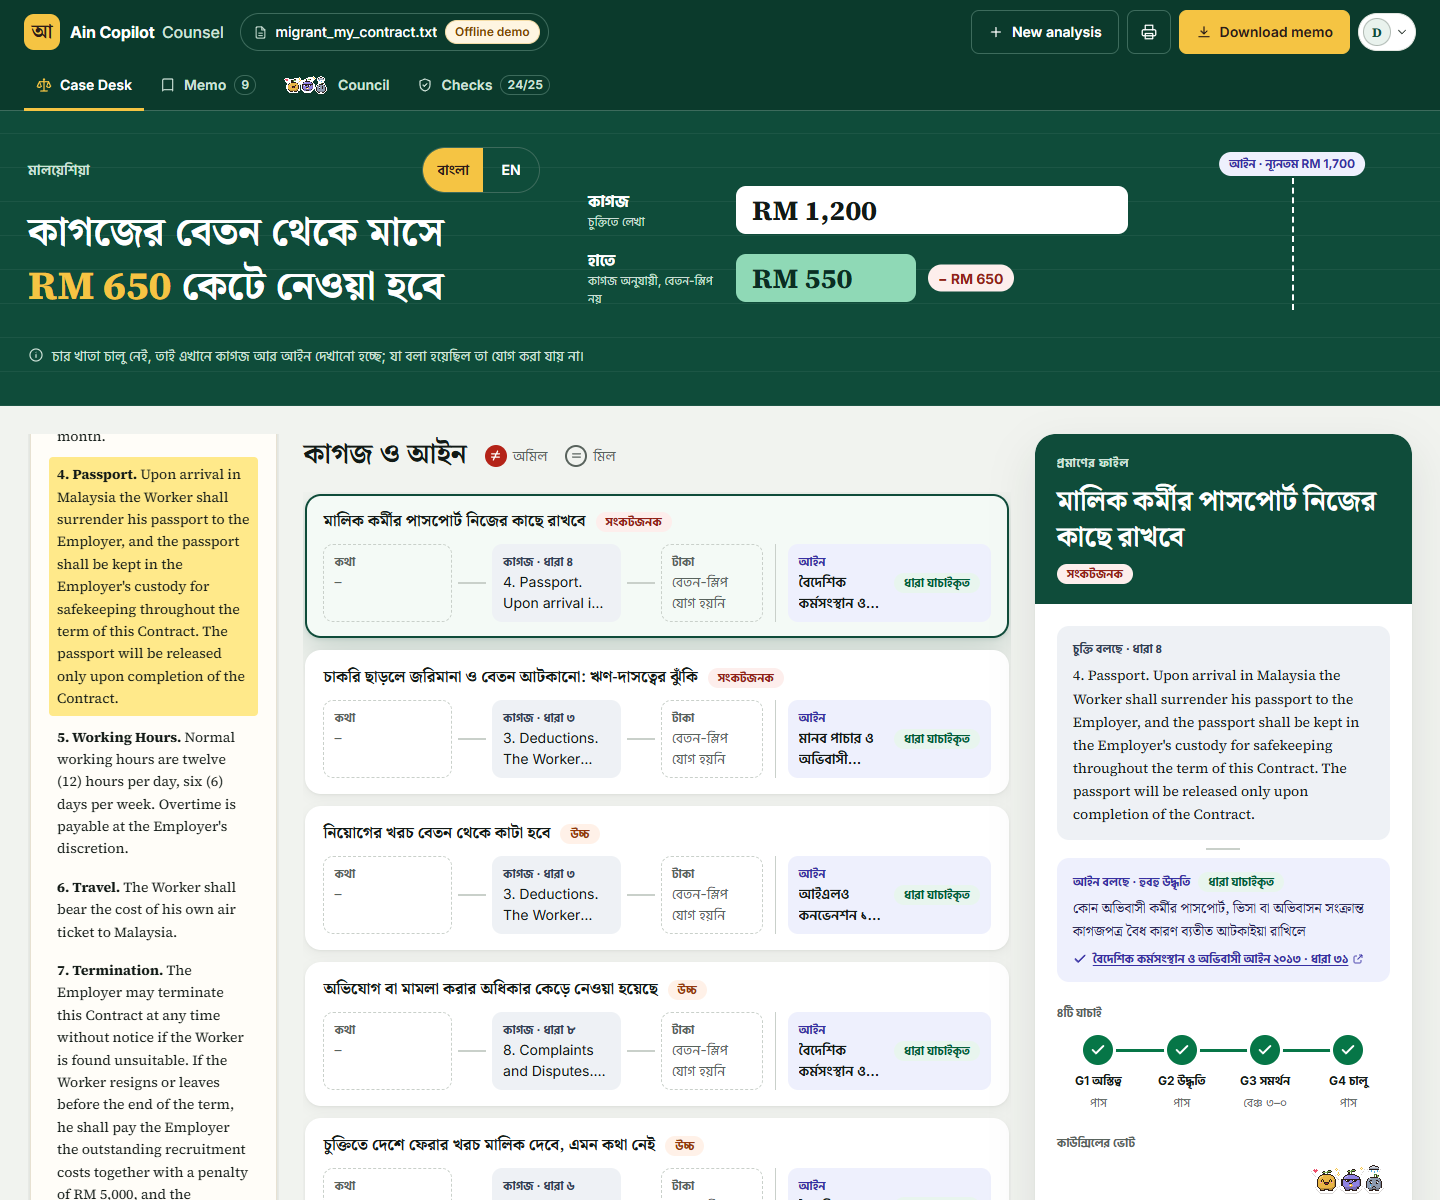 আ Ain Copilot Counsel migrant_my_contract.txt Offline demo New analysis Download memo D
Case Desk Memo 9 Council Checks 24/25
মালয়েশিয়া
বাংলা EN
কাগজের বেতন থেকে মাসে
RM 650 কেটে নেওয়া হবে
কাগজ
চুক্তিতে লেখা
RM 1,200
আইন · ন্যূনতম RM 1,700
হাতে
কাগজ অনুযায়ী, বেতন-স্লিপ
নয়
RM 550
– RM 650
চার খাতা চালু নেই, তাই এখানে কাগজ আর আইন দেখানো হচ্ছে; যা বলা হয়েছিল তা যোগ করা যায় না।
month.
4. Passport. Upon arrival in
Malaysia the Worker shall
surrender his passport to the
Employer, and the passport
shall be kept in the
Employer's custody for
safekeeping throughout the
term of this Contract. The
passport will be released
only upon completion of the
Contract.
5. Working Hours. Normal
working hours are twelve
(12) hours per day, six (6)
days per week. Overtime is
payable at the Employer's
discretion.
6. Travel. The Worker shall
bear the cost of his own air
ticket to Malaysia.
7. Termination. The
Employer may terminate
this Contract at any time
without notice if the Worker
is found unsuitable. If the
Worker resigns or leaves
before the end of the term,
he shall pay the Employer
the outstanding recruitment
costs together with a penalty
of RM 5,000, and the
কাগজ ও আইন ≠ অমিল = মিল
মালিক কর্মীর পাসপোর্ট নিজের কাছে রাখবে সংকটজনক
কথা
–
কাগজ · ধারা ৪
4. Passport.
Upon arrival i...
টাকা
বেতন-স্লিপ
যোগ হয়নি
আইন
বৈদেশিক
কর্মসংস্থান ও...
ধারা যাচাইকৃত
চাকরি ছাড়লে জরিমানা ও বেতন আটকানো: ঋণ-দাসত্বের ঝুঁকি সংকটজনক
কথা
–
কাগজ · ধারা ৩
3. Deductions.
The Worker...
টাকা
বেতন-স্লিপ
যোগ হয়নি
আইন
মানব পাচার ও
অভিবাসী...
ধারা যাচাইকৃত
নিয়োগের খরচ বেতন থেকে কাটা হবে উচ্চ
কথা
–
কাগজ · ধারা ৩
3. Deductions.
The Worker...
টাকা
বেতন-স্লিপ
যোগ হয়নি
আইন
আইএলও
কনভেনশন ১...
ধারা যাচাইকৃত
অভিযোগ বা মামলা করার অধিকার কেড়ে নেওয়া হয়েছে উচ্চ
কথা
–
কাগজ · ধারা ৮
8. Complaints
and Disputes....
টাকা
বেতন-স্লিপ
যোগ হয়নি
আইন
বৈদেশিক
কর্মসংস্থান ও...
ধারা যাচাইকৃত
চুক্তিতে দেশে ফেরার খরচ মালিক দেবে, এমন কথা নেই উচ্চ
কথা
কাগজ · ধারা ৬
টাকা
বেতন-স্লিপ
আইন
প্রমাণের ফাইল
মালিক কর্মীর পাসপোর্ট নিজের
কাছে রাখবে
সংকটজনক
চুক্তি বলছে · ধারা ৪
4. Passport. Upon arrival in Malaysia the
Worker shall surrender his passport to the
Employer, and the passport shall be kept in
the Employer's custody for safekeeping
throughout the term of this Contract. The
passport will be released only upon
completion of the Contract.
আইন বলছে · হুবহু উদ্ধৃতি ধারা যাচাইকৃত
কোন অভিবাসী কর্মীর পাসপোর্ট, ভিসা বা অভিবাসন সংক্রান্ত
কাগজপত্র বৈধ কারণ ব্যতীত আটকাইয়া রাখিলে
বৈদেশিক কর্মসংস্থান ও অভিবাসী আইন ২০১৩ · ধারা ৩১
৪টি যাচাই
G1 অস্তিত্ব G2 উদ্ধৃতি G3 সমর্থন G4 চালু
পাস পাস বেঞ্চ ৩–০ পাস
কাউন্সিলের ভোট